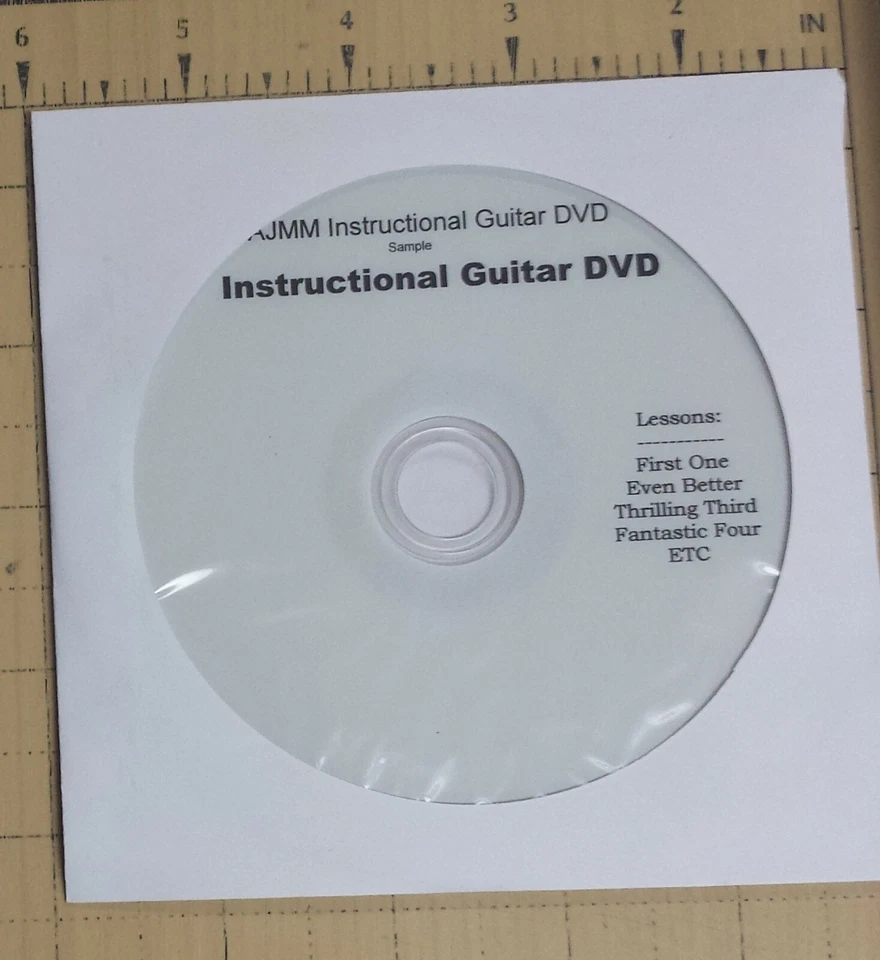 6 5 4 3 2 IN
AJMM Instructional Guitar DVD
Sample
Instructional Guitar DVD
Lessons:
-----------
First One
Even Better
Thrilling Third
Fantastic Four
ETC